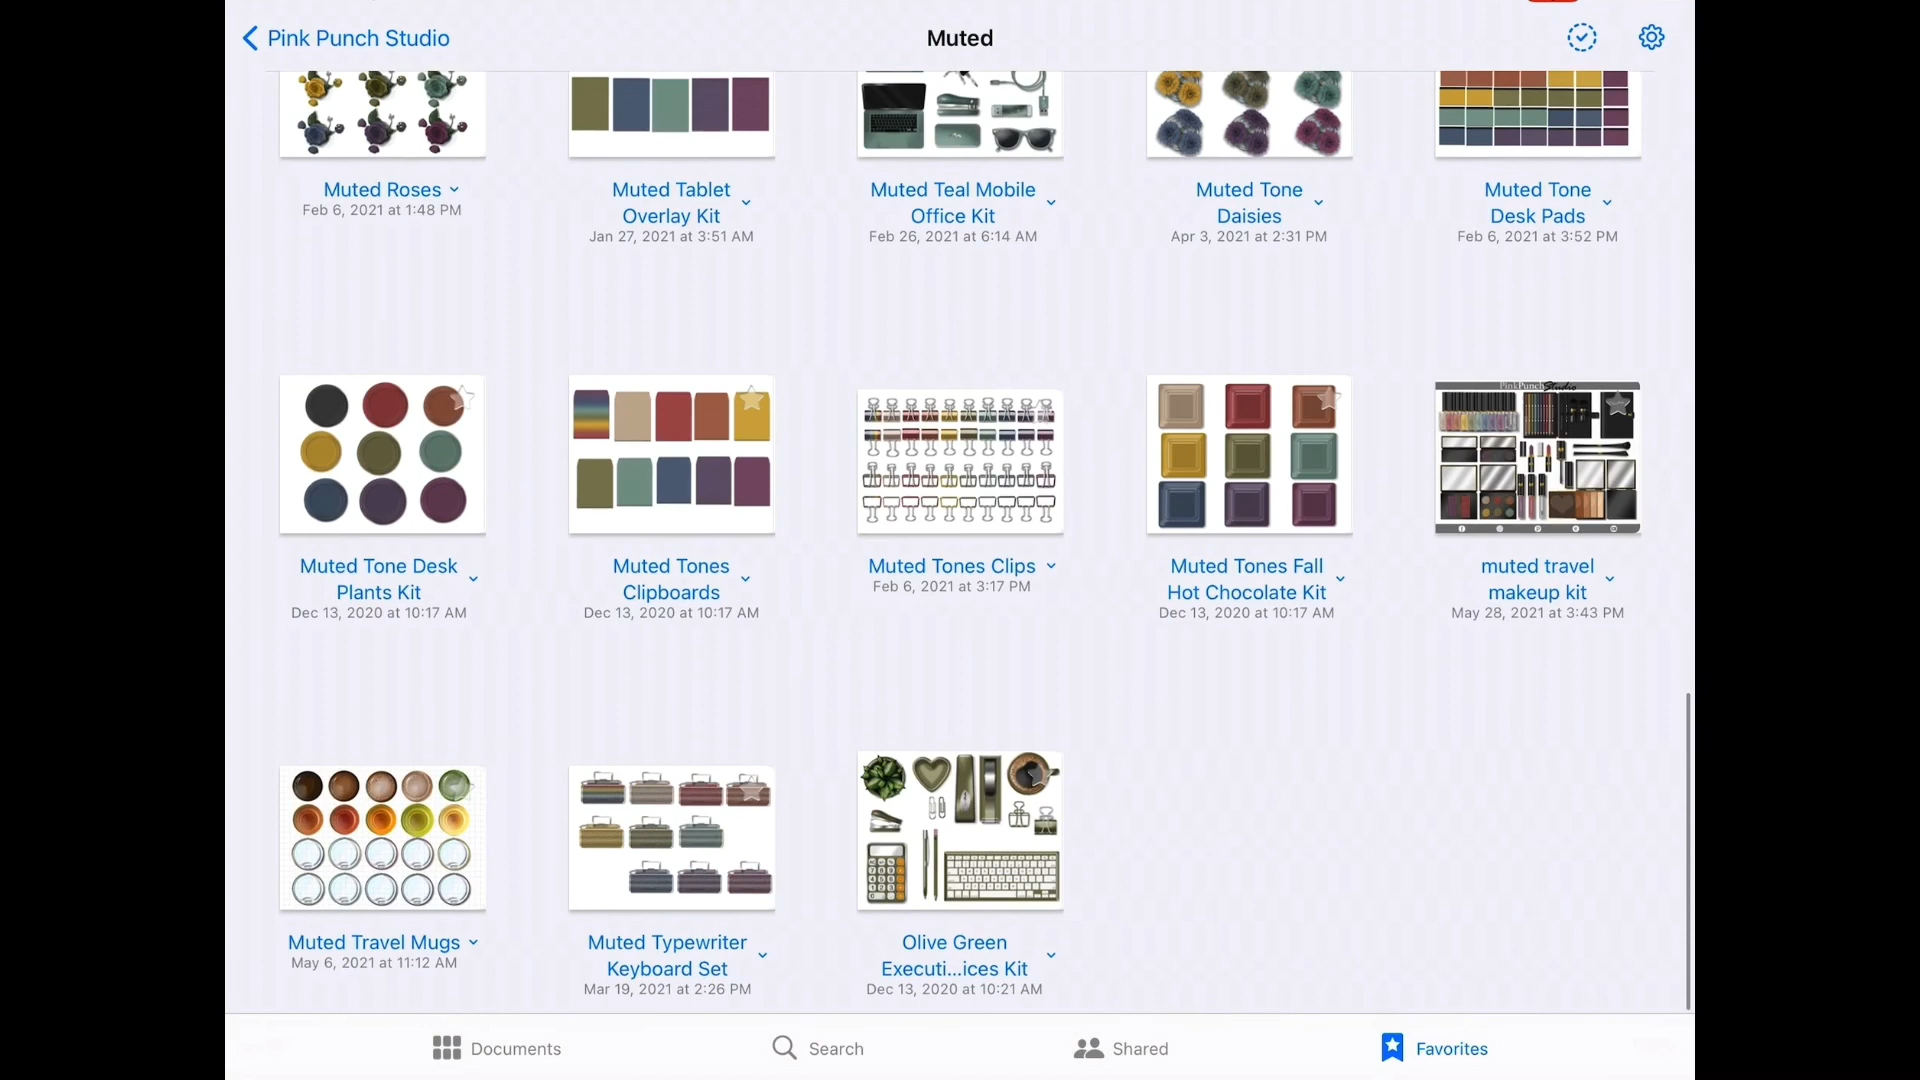 Pink Punch Studio
Muted
Muted Roses
Feb 6, 2021 at 1:48 PM
Muted Tablet
Overlay Kit
Jan 27, 2021 at 3:51 AM
Muted Teal Mobile
Office Kit
Feb 26, 2021 at 6:14 AM
Muted Tone
Daisies
Apr 3, 2021 at 2:31 PM
Muted Tone
Desk Pads
Feb 6, 2021 at 3:52 PM
PinkPunchStudio
Muted Tone Desk
Plants Kit
Dec 13, 2020 at 10:17 AM
Muted Tones
Clipboards
Dec 13, 2020 at 10:17 AM
Muted Tones Clips
Feb 6, 2021 at 3:17 PM
Muted Tones Fall
Hot Chocolate Kit
Dec 13, 2020 at 10:17 AM
muted travel
makeup kit
May 28, 2021 at 3:43 PM
Muted Travel Mugs
May 6, 2021 at 11:12 AM
Muted Typewriter
Keyboard Set
Mar 19, 2021 at 2:26 PM
Olive Green
Executi...ices Kit
Dec 13, 2020 at 10:21 AM
Documents
Search
Shared
Favorites